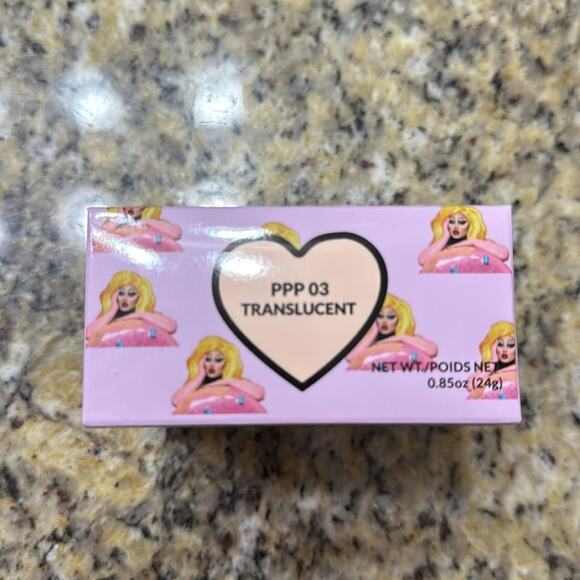 PPP 03
TRANSLUCENT
NET WT./POIDS NET
0.85oz (24g)